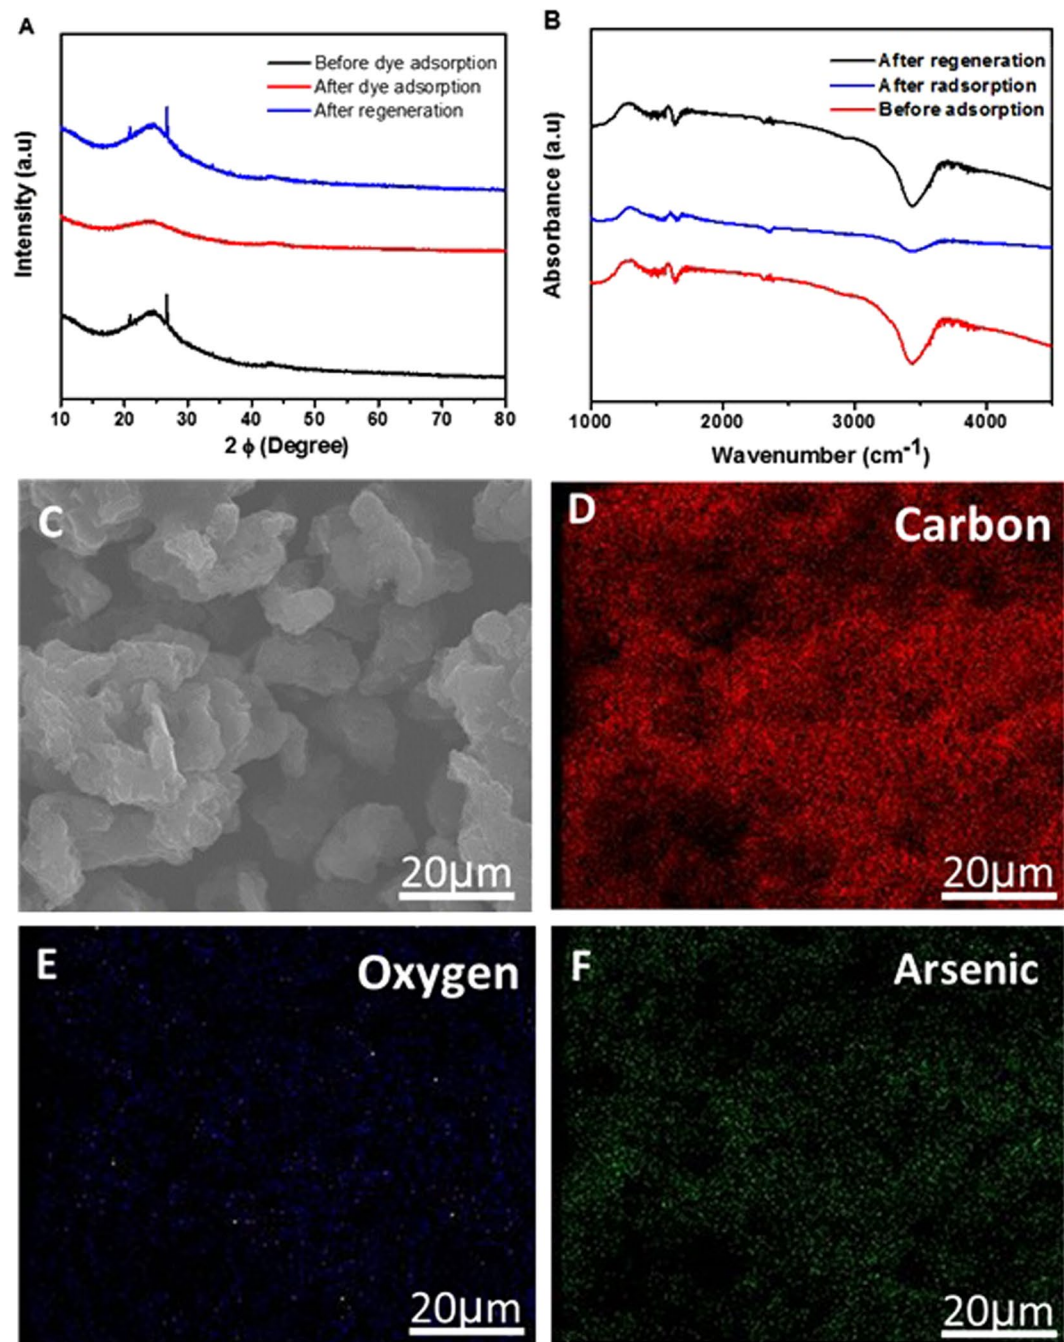 A
Before dye adsorption
After dye adsorption
After regeneration
Intensity (a.u)
10 20 30 40 50 60 70 80
2 ϕ (Degree)
B
After regeneration
After radsorption
Before adsorption
Absorbance (a.u)
1000 2000 3000 4000
Wavenumber (cm⁻¹)
C
20μm
D
Carbon
20μm
E
Oxygen
20μm
F
Arsenic
20μm